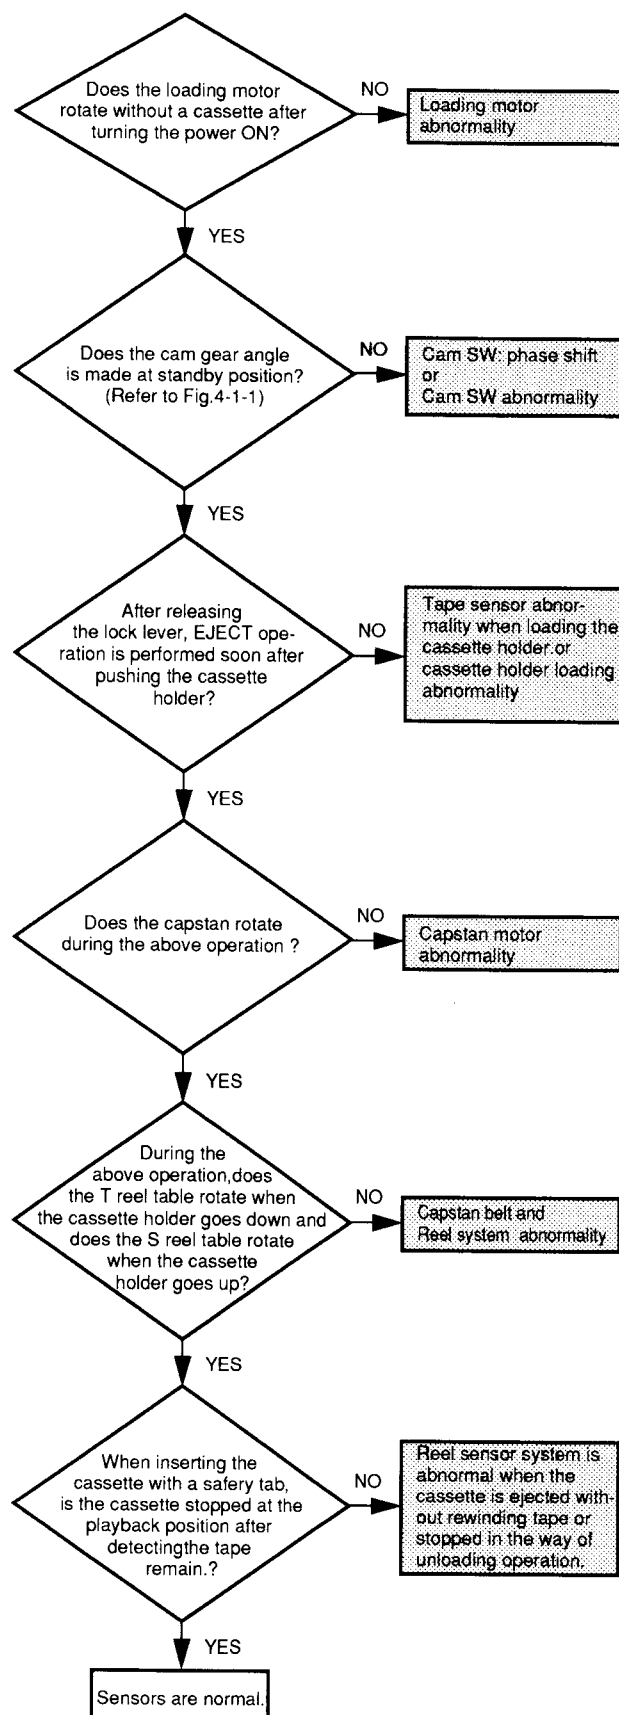 Does the loading motor
rotate without a cassette after
turning the power ON?
NO
Loading motor
abnormality
YES
Does the cam gear angle
is made at standby position?
(Refer to Fig.4-1-1)
NO
Cam SW: phase shift
or
Cam SW abnormality
YES
After releasing
the lock lever, EJECT ope-
ration is performed soon after
pushing the cassette
holder?
NO
Tape sensor abnor-
mality when loading the
cassette holder or
cassette holder loading
abnormality
YES
Does the capstan rotate
during the above operation ?
NO
Capstan motor
abnormality
YES
During the
above operation,does
the T reel table rotate when
the cassette holder goes down and
does the S reel table rotate
when the cassette
holder goes up?
NO
Capstan belt and
Reel system abnormality
YES
When inserting the
cassette with a safery tab,
is the cassette stopped at the
playback position after
detectingthe tape
remain.?
NO
Reel sensor system is
abnormal when the
cassette is ejected with-
out rewinding tape or
stopped in the way of
unloading operation.
YES
Sensors are normal.